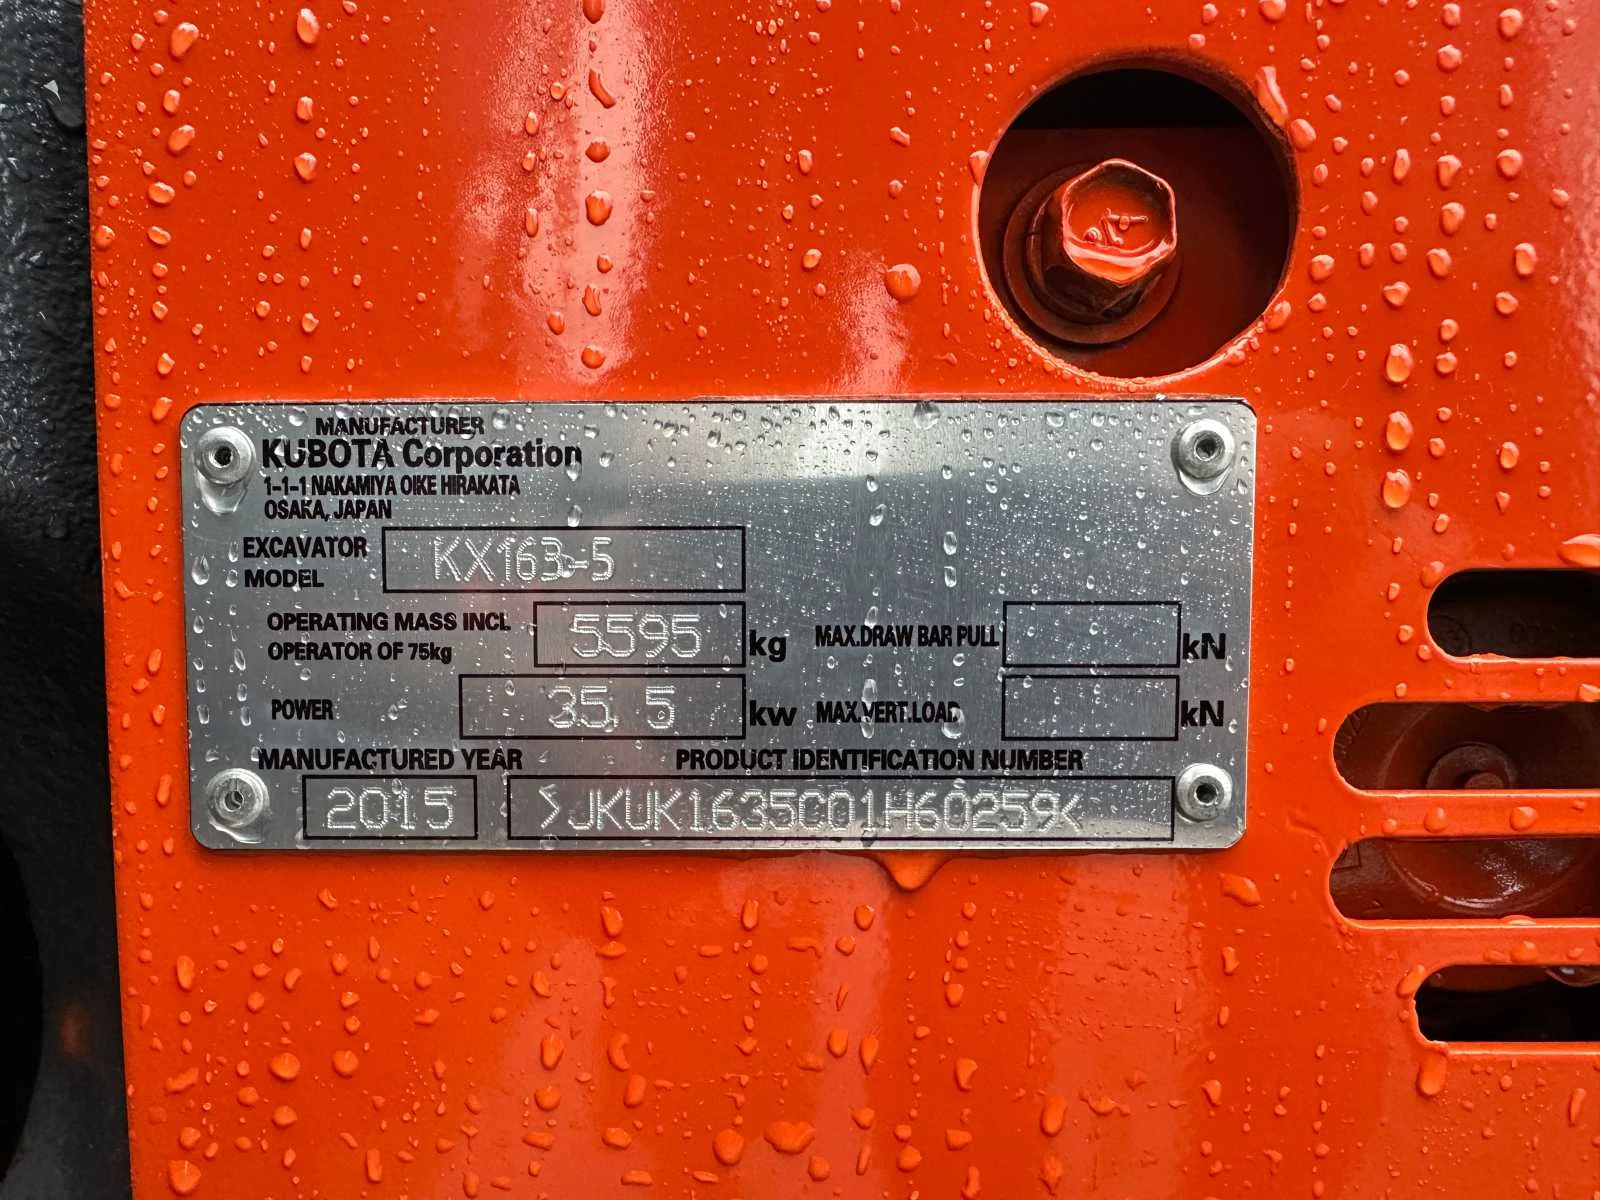 MANUFACTURER
KUBOTA Corporation
1-1-1 NAKAMIYA OIKE HIRAKATA
OSAKA, JAPAN
EXCAVATOR MODEL KX163-5
OPERATING MASS INCL. OPERATOR OF 75kg 5595 kg MAX.DRAW BAR PULL kN
POWER 35.5 kw MAX.VERT.LOAD kN
MANUFACTURED YEAR PRODUCT IDENTIFICATION NUMBER
2015 >JKUK1635C01H60259<